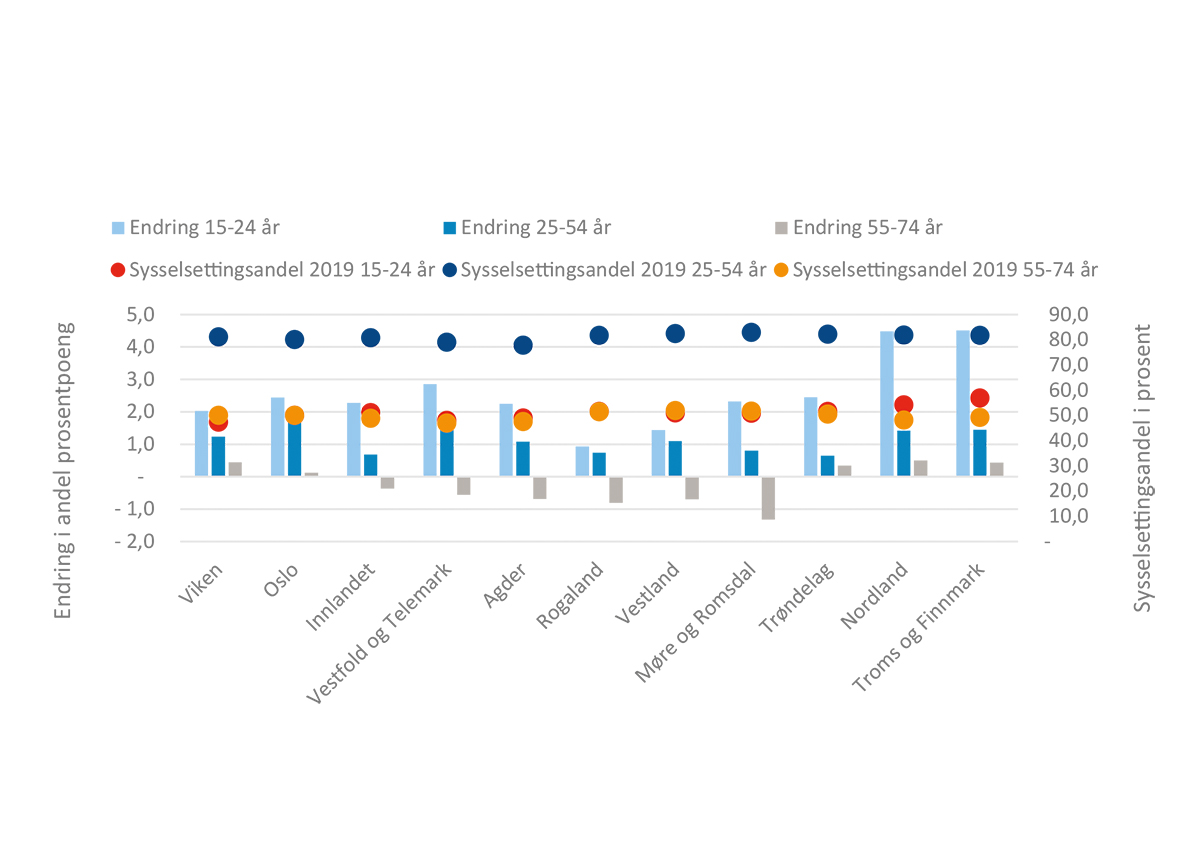 Endring 15-24 år
Endring 25-54 år
Endring 55-74 år
Sysselsettingsandel 2019 15-24 år
Sysselsettingsandel 2019 25-54 år
Sysselsettingsandel 2019 55-74 år
Endring i andel prosentpoeng
5,0
4,0
3,0
2,0
1,0
-
- 1,0
- 2,0
90,0
80,0
70,0
60,0
50,0
40,0
30,0
20,0
10,0
-
Sysselsettingsandel i prosent
Viken
Oslo
Innlandet
Vestfold og Telemark
Agder
Rogaland
Vestland
Møre og Romsdal
Trøndelag
Nordland
Troms og Finnmark